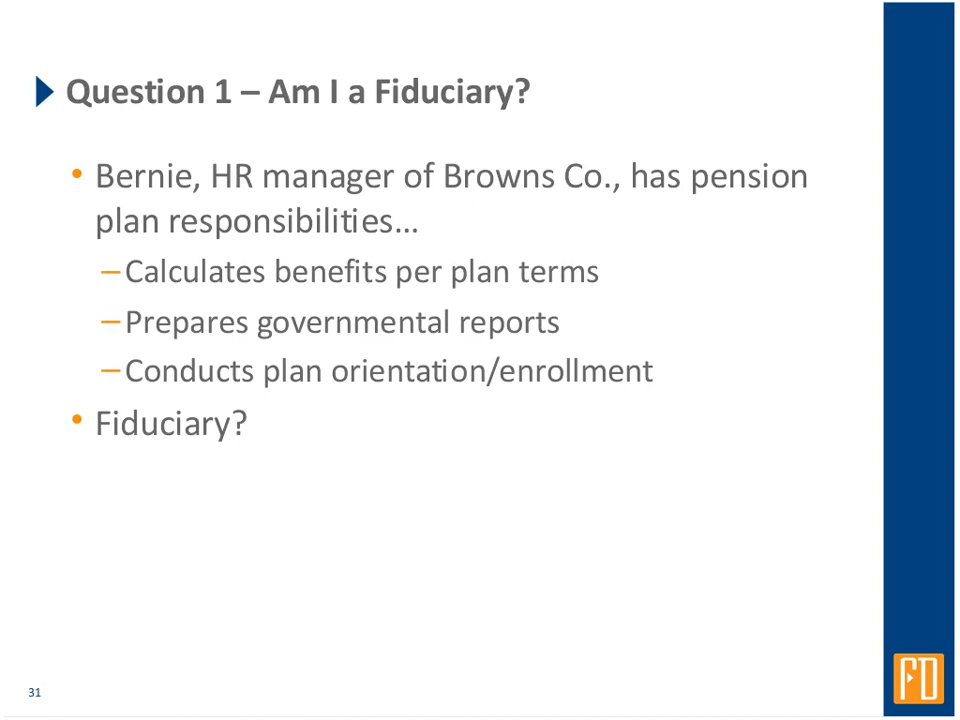 Question 1 – Am I a Fiduciary?
• Bernie, HR manager of Browns Co., has pension
plan responsibilities…
–Calculates benefits per plan terms
–Prepares governmental reports
–Conducts plan orientation/enrollment
• Fiduciary?
31
FD